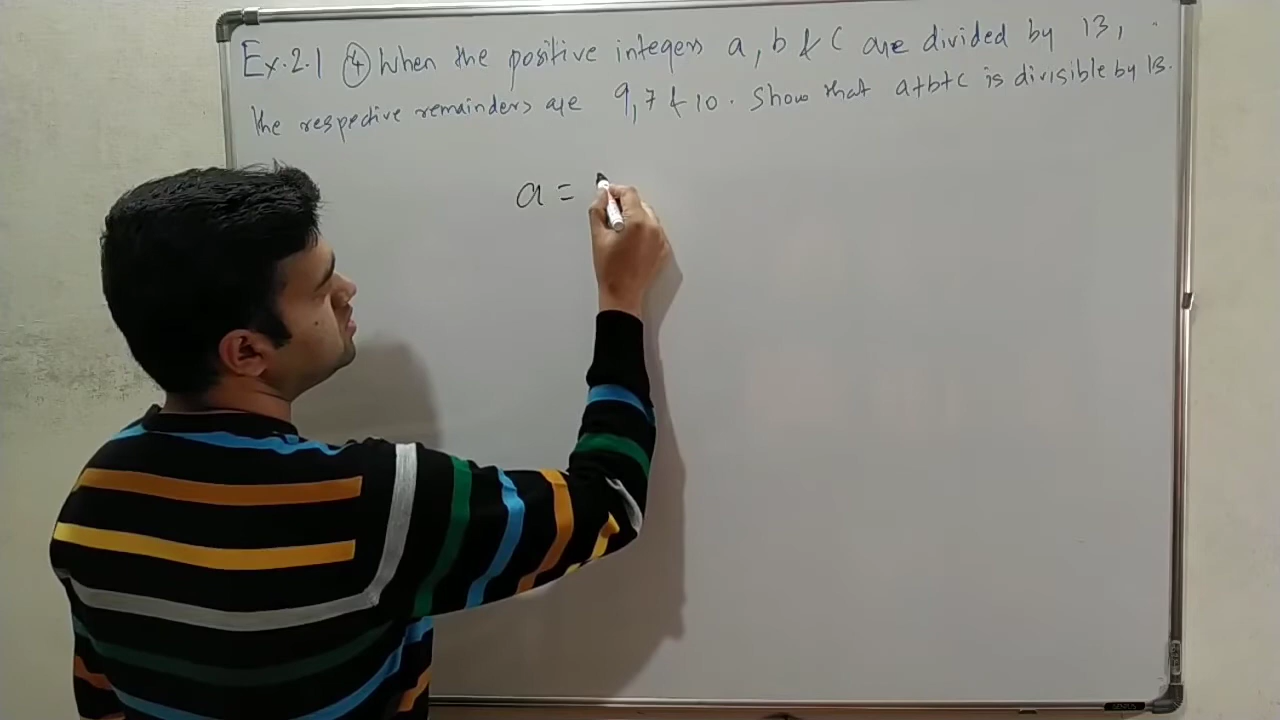 Ex.2.1 ④ When the positive integers a, b & c are divided by 13,
the respective remainders are 9, 7 & 10. Show that a+b+c is divisible by 13.
a =